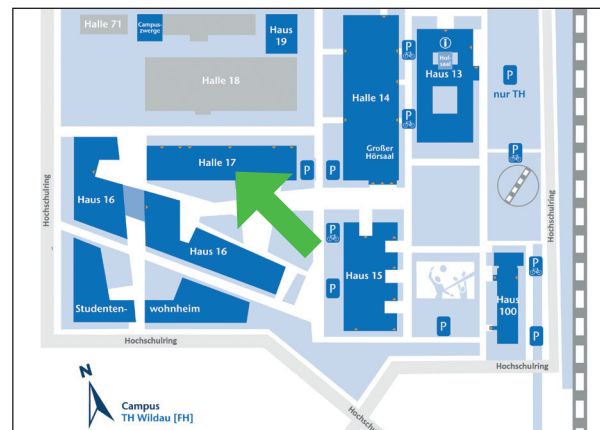 Halle 71
Campus-
zwerge
Haus
19
Halle 18
Halle 14
Hof-
saal
Haus 13
P
nur TH
Großer
Hörsaal
P
P
P
P
P
Halle 17
P
P
Haus 16
Haus 16
Hochschulring
Hochschulring
P
P
Haus 15
P
P
Haus
100
P
P
Studenten-
wohnheim
Hochschulring
Hochschulring
Hochschulring
N
Campus
TH Wildau [FH]